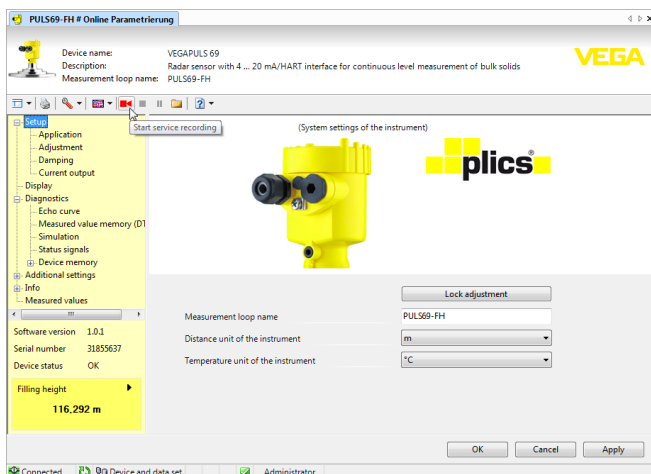 PULS69-FH # Online Parametrierung
Device name: VEGAPULS 69
Description: Radar sensor with 4 ... 20 mA/HART interface for continuous level measurement of bulk solids
Measurement loop name: PULS69-FH
VEGA
Start service recording
Setup
Application
Adjustment
Damping
Current output
Display
Diagnostics
Echo curve
Measured value memory (DT
Simulation
Status signals
Device memory
Additional settings
Info
Measured values
Software version 1.0.1
Serial number 31855637
Device status OK
Filling height
116,292 m
(System settings of the instrument)
plics®
Lock adjustment
Measurement loop name PULS69-FH
Distance unit of the instrument m
Temperature unit of the instrument °C
OK Cancel Apply
Connected Device and data set Administrator